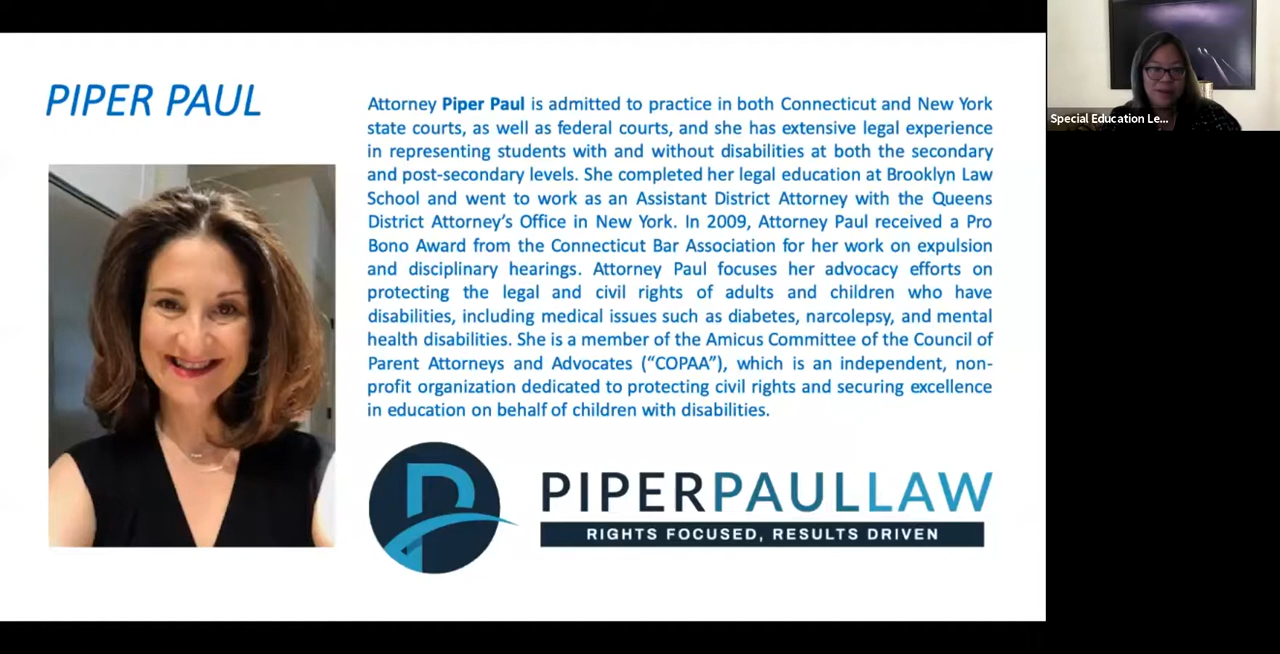 PIPER PAUL
Attorney Piper Paul is admitted to practice in both Connecticut and New York
state courts, as well as federal courts, and she has extensive legal experience
in representing students with and without disabilities at both the secondary
and post-secondary levels. She completed her legal education at Brooklyn Law
School and went to work as an Assistant District Attorney with the Queens
District Attorney’s Office in New York. In 2009, Attorney Paul received a Pro
Bono Award from the Connecticut Bar Association for her work on expulsion
and disciplinary hearings. Attorney Paul focuses her advocacy efforts on
protecting the legal and civil rights of adults and children who have
disabilities, including medical issues such as diabetes, narcolepsy, and mental
health disabilities. She is a member of the Amicus Committee of the Council of
Parent Attorneys and Advocates (“COPAA”), which is an independent, non-
profit organization dedicated to protecting civil rights and securing excellence
in education on behalf of children with disabilities.
PIPERPAULLAW
RIGHTS FOCUSED, RESULTS DRIVEN
Special Education Le...